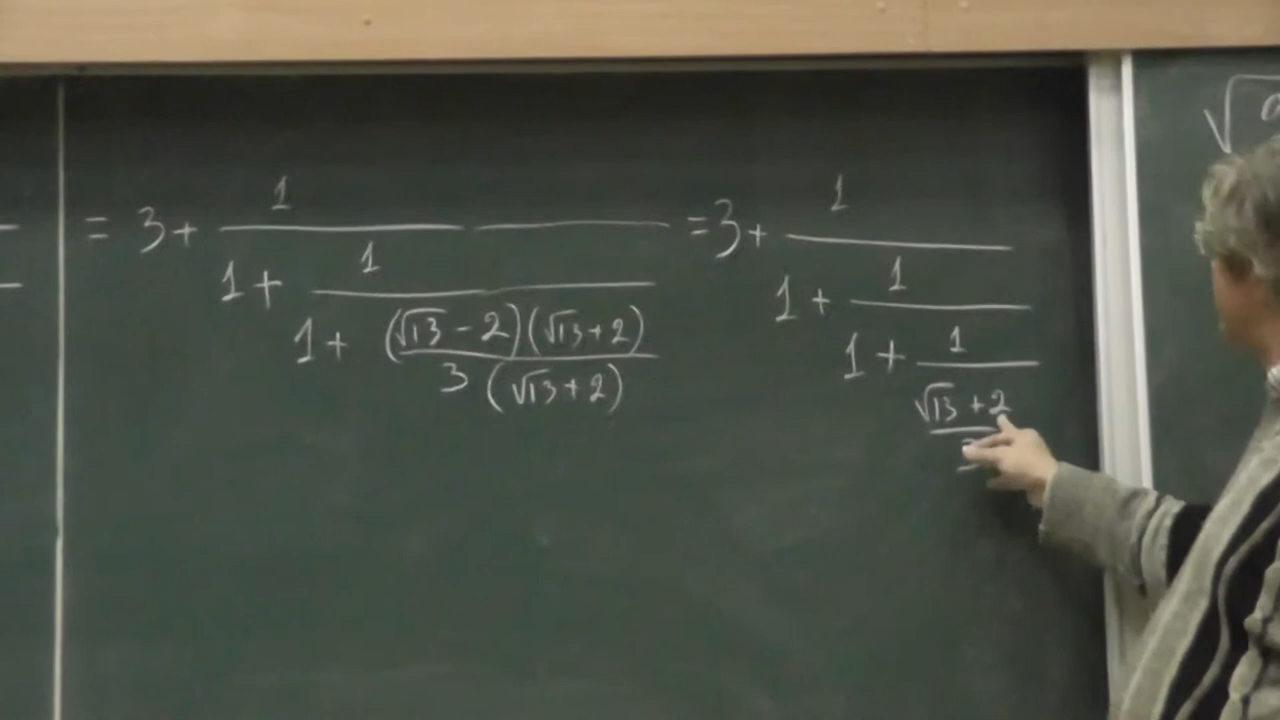 = 3 + 1 = 3 + 1
1 + 1 1 + 1
1 + (√13 - 2)(√13 + 2) 1 + 1
3 (√13 + 2) √13 + 2
√